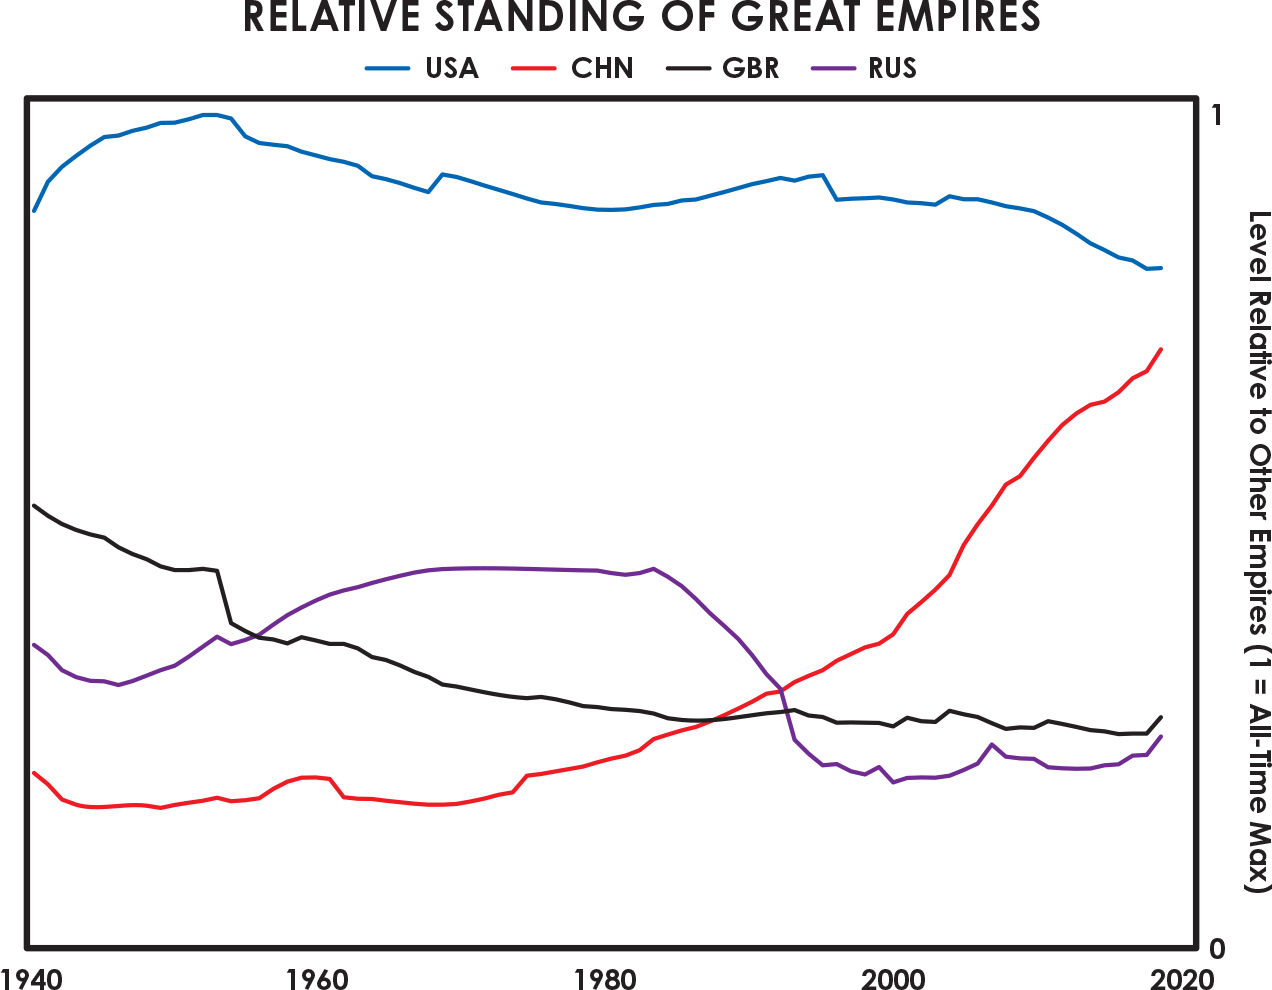 RELATIVE STANDING OF GREAT EMPIRES
USA CHN GBR RUS
1
Level Relative to Other Empires (1 = All-Time Max)
0
1940 1960 1980 2000 2020